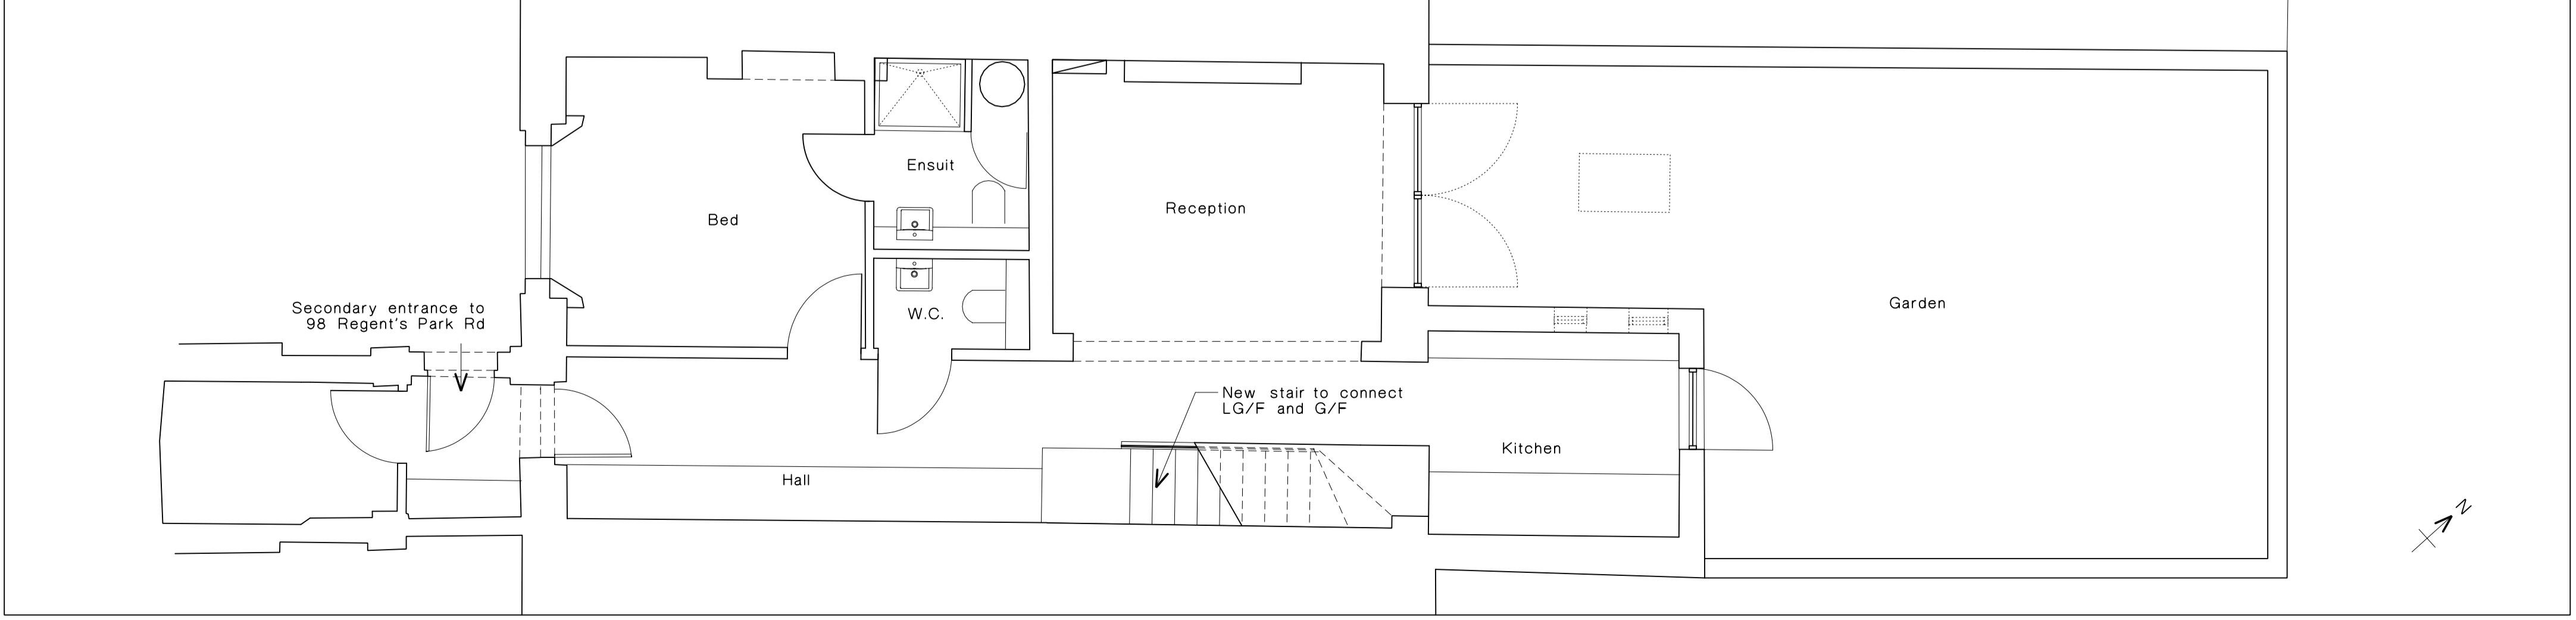 Ensuit
Bed
Reception
Secondary entrance to
98 Regent's Park Rd
W.C.
Garden
New stair to connect
LG/F and G/F
Kitchen
Hall
N